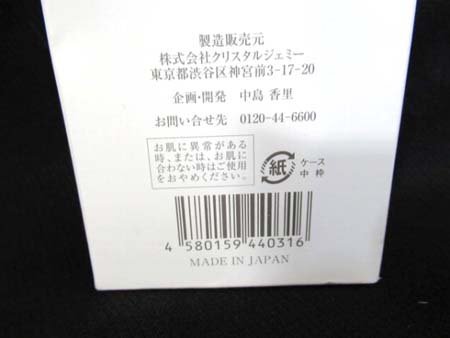 製造販売元
株式会社クリスタルジェミー
東京都渋谷区神宮前3-17-20
企画・開発 中島 香里
お問い合せ先 0120-44-6600
お肌に異常がある
時、または、お肌に
合わない時はご使用
をおやめください。
紙
ケース
中枠
4 580159 440316
MADE IN JAPAN